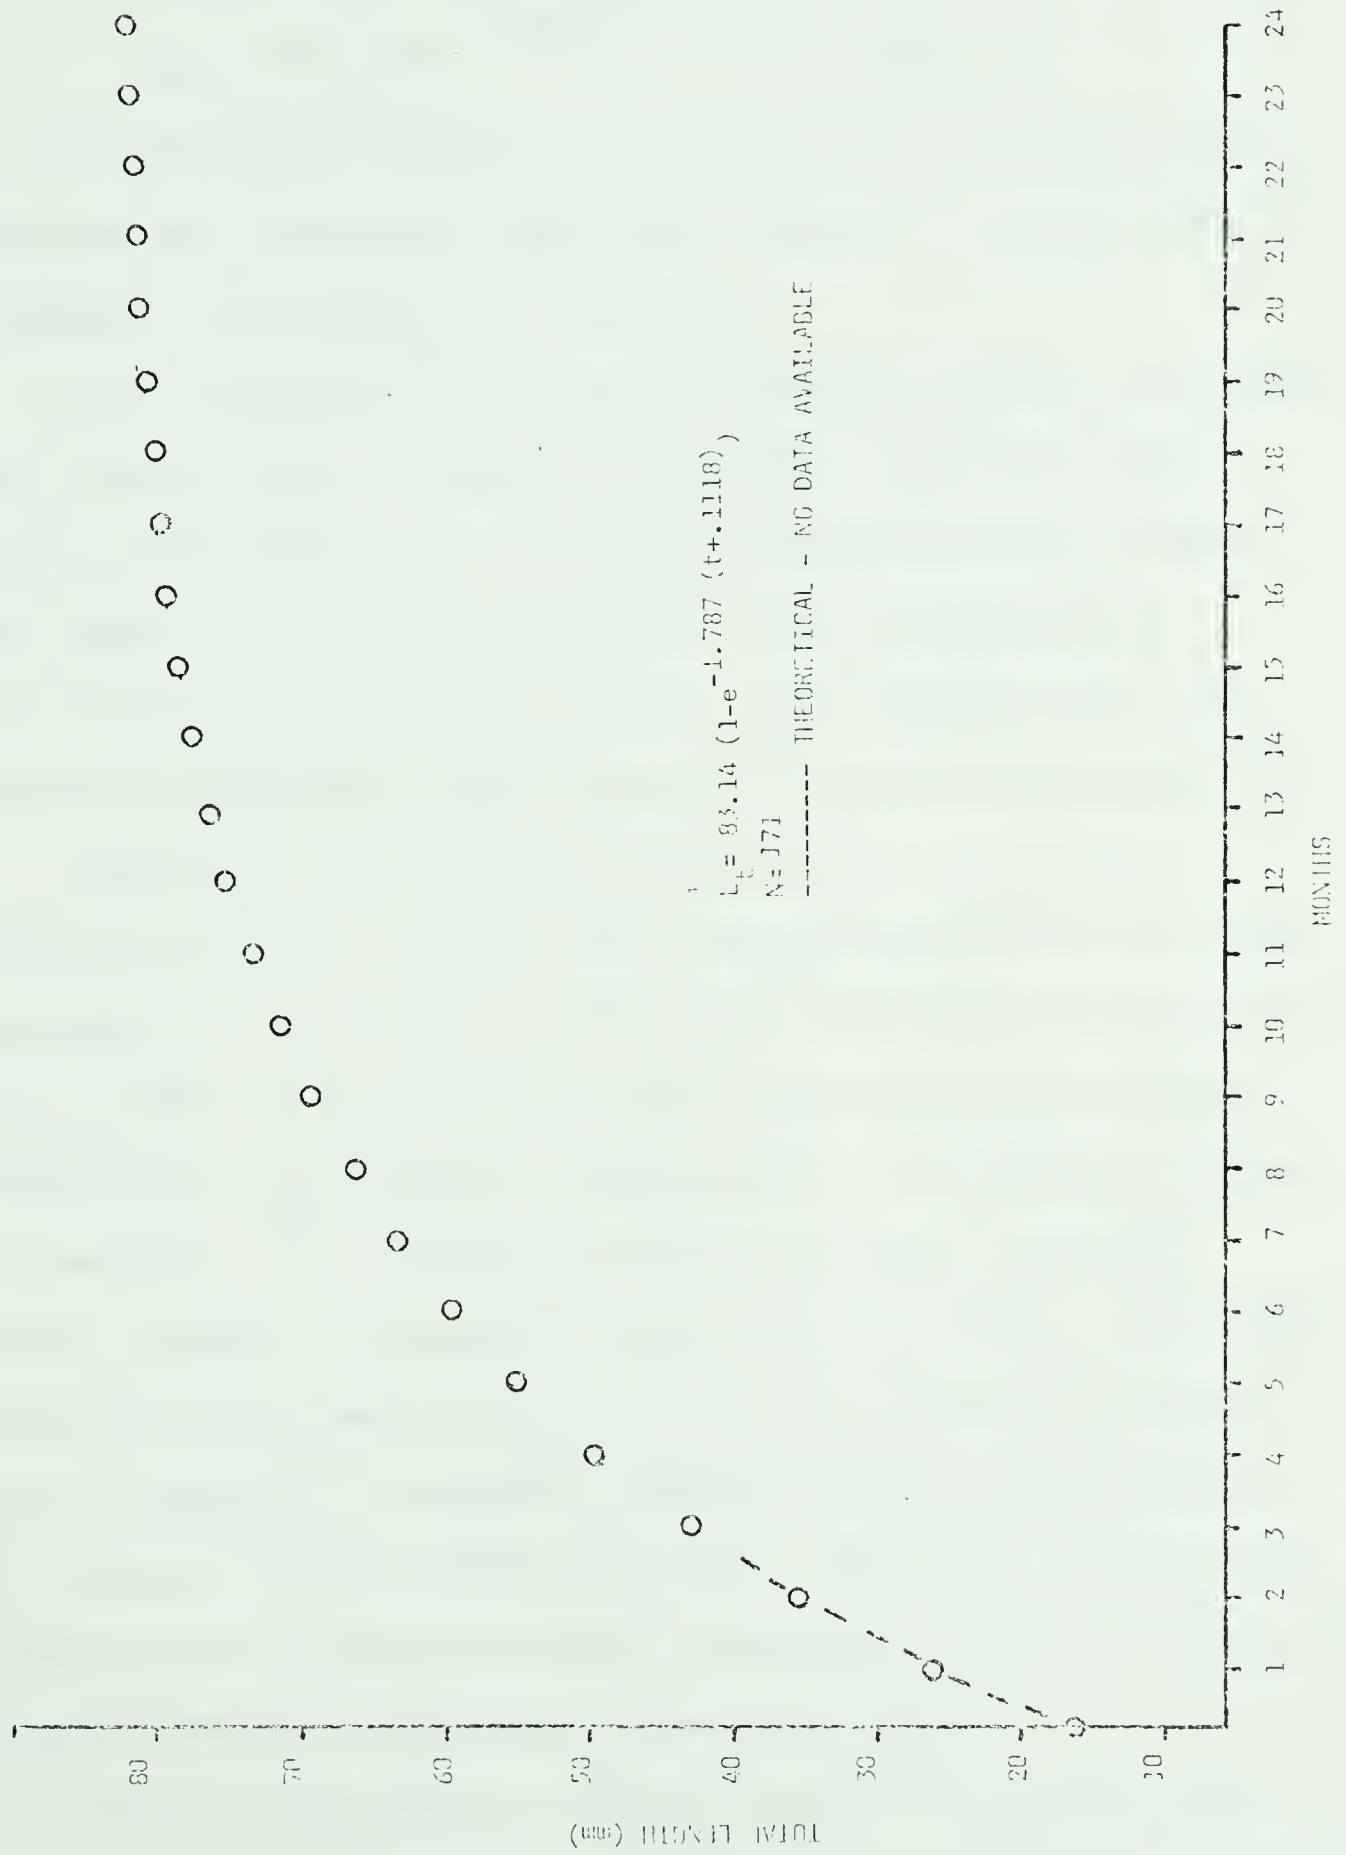 TOTAL LENGTH (mm)
80
70
60
50
40
30
20
10
L_t = 83.14 (1-e^-1.787 (t+.1118))
N= 171
THEORETICAL - NO DATA AVAILABLE
1 2 3 4 5 6 7 8 9 10 11 12 13 14 15 16 17 18 19 20 21 22 23 24
MONTHS